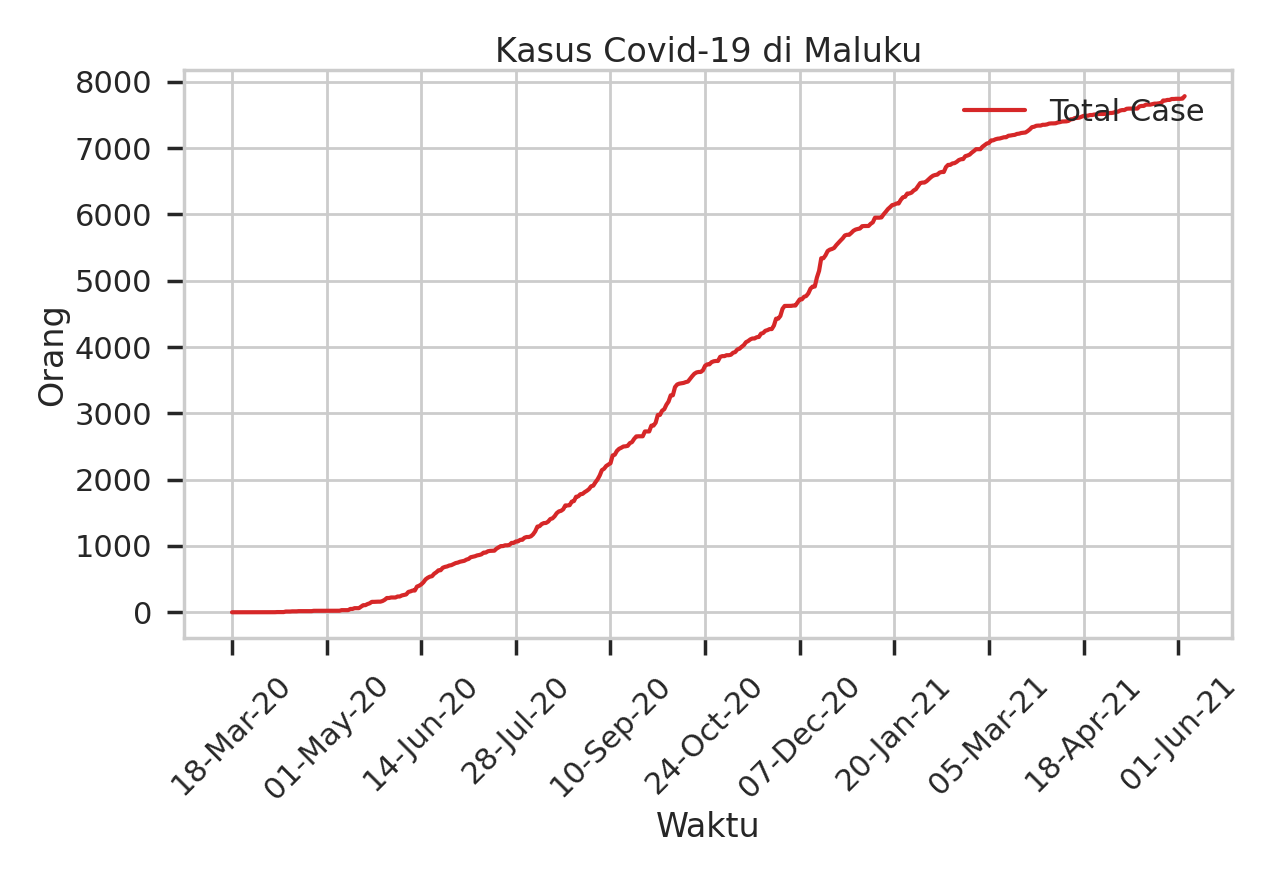 Kasus Covid-19 di Maluku
Total Case
8000
7000
6000
5000
4000
3000
2000
1000
0
Orang
18-Mar-20
01-May-20
14-Jun-20
28-Jul-20
10-Sep-20
24-Oct-20
07-Dec-20
20-Jan-21
05-Mar-21
18-Apr-21
01-Jun-21
Waktu